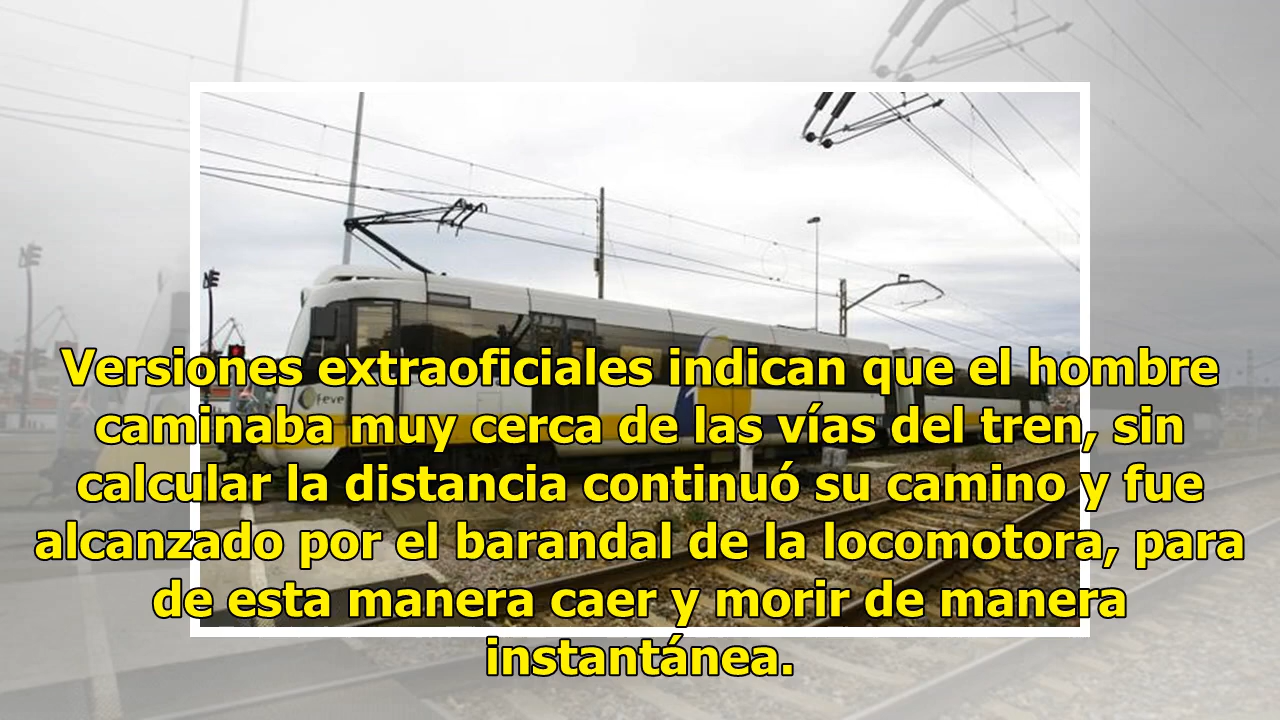 Versiones extraoficiales indican que el hombre
caminaba muy cerca de las vías del tren, sin
calcular la distancia continuó su camino y fue
alcanzado por el barandal de la locomotora, para
de esta manera caer y morir de manera
instantánea.
Feve